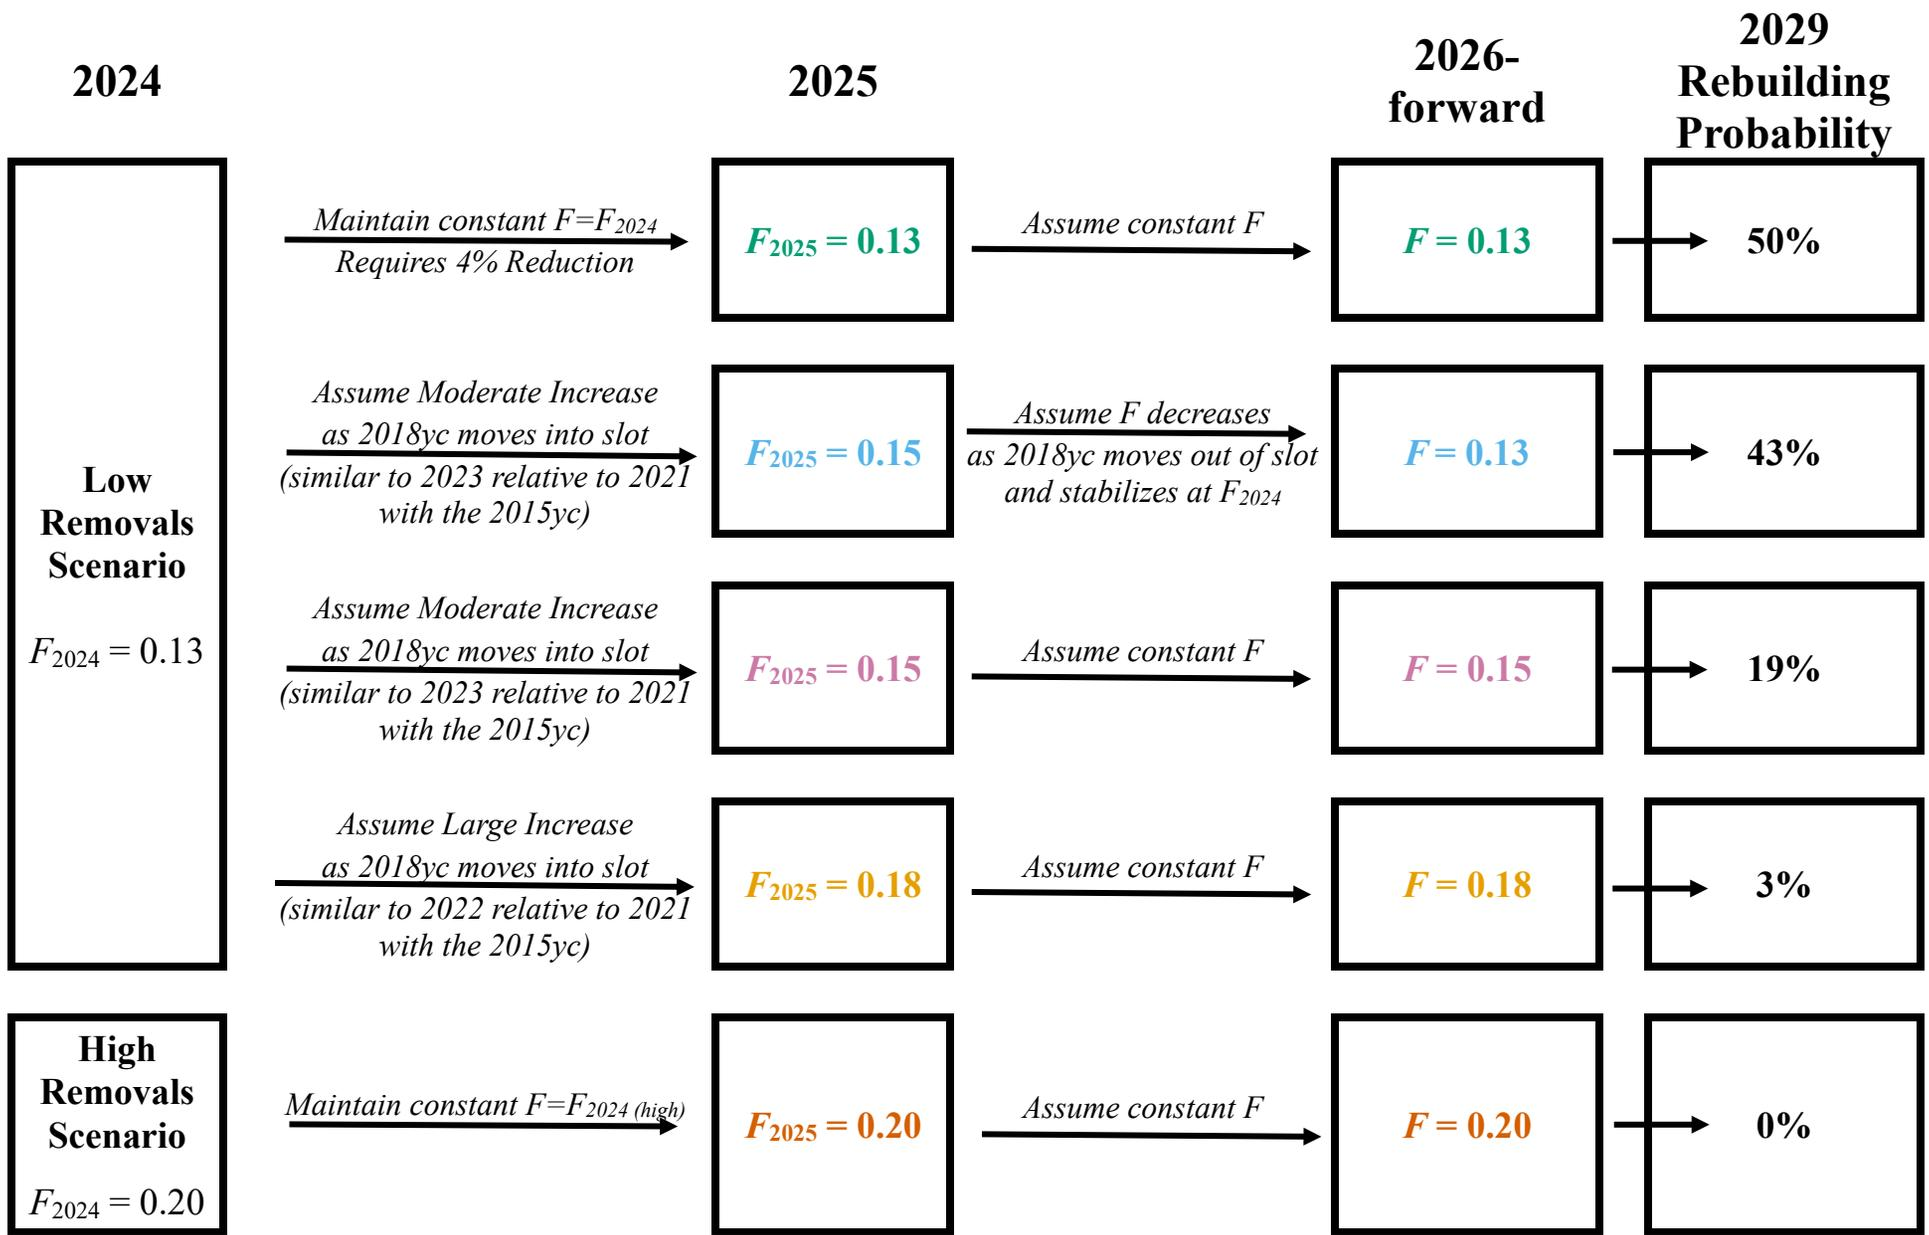 2024
2025
2026-
forward
2029
Rebuilding
Probability
Low
Removals
Scenario
F2024 = 0.13
Maintain constant F=F2024
Requires 4% Reduction
F2025 = 0.13
Assume constant F
F = 0.13
50%
Assume Moderate Increase
as 2018yc moves into slot
(similar to 2023 relative to 2021
with the 2015yc)
F2025 = 0.15
Assume F decreases
as 2018yc moves out of slot
and stabilizes at F2024
F = 0.13
43%
Assume Moderate Increase
as 2018yc moves into slot
(similar to 2023 relative to 2021
with the 2015yc)
F2025 = 0.15
Assume constant F
F = 0.15
19%
Assume Large Increase
as 2018yc moves into slot
(similar to 2022 relative to 2021
with the 2015yc)
F2025 = 0.18
Assume constant F
F = 0.18
3%
High
Removals
Scenario
F2024 = 0.20
Maintain constant F=F2024 (high)
F2025 = 0.20
Assume constant F
F = 0.20
0%